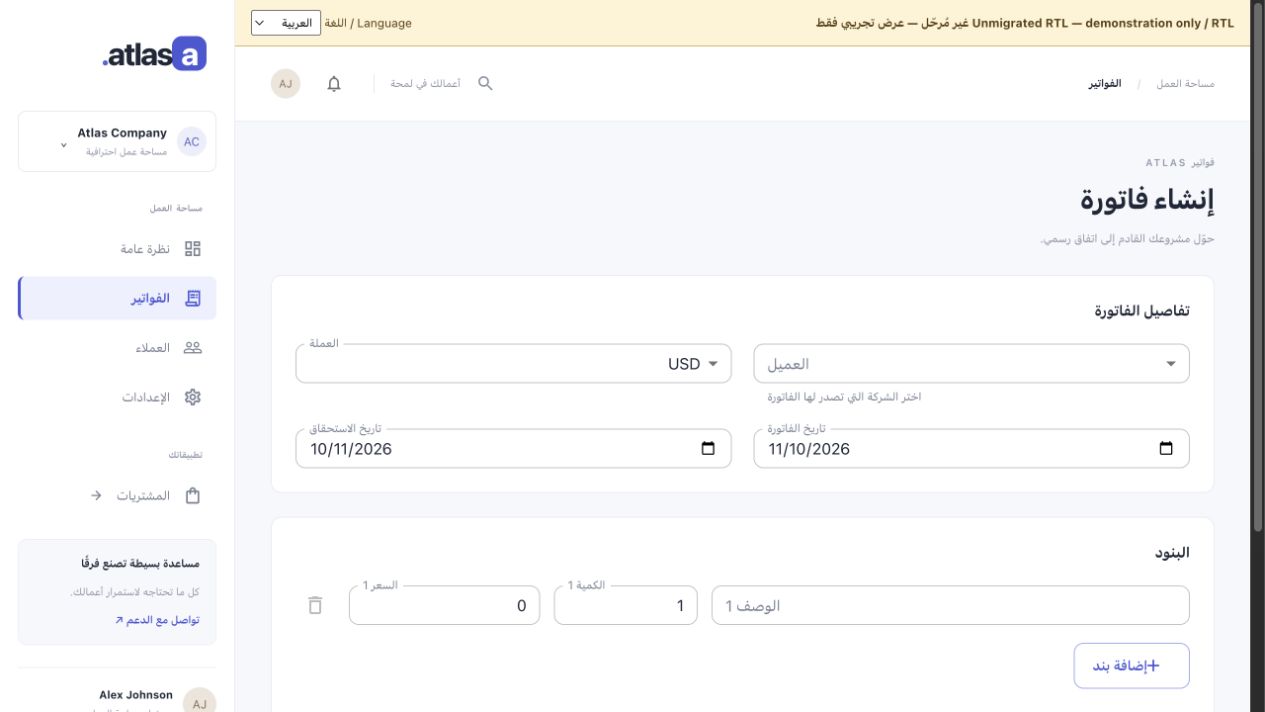 Unmigrated RTL — demonstration only / RTL غير مُرحّل — عرض تجريبي فقط
Language / اللغة
العربية
atlas.
a
Atlas Company
AC
مساحة عمل احترافية
مساحة العمل
نظرة عامة
الفواتير
العملاء
الإعدادات
تطبيقاتك
المشتريات
مساعدة بسيطة تصنع فرقًا
كل ما تحتاجه لاستمرار أعمالك.
تواصل مع الدعم ↗
Alex Johnson
AJ
مساحة العمل / الفواتير
أعمالك في لمحة
AJ
فواتير ATLAS
إنشاء فاتورة
حوّل مشروعك القادم إلى اتفاق رسمي.
تفاصيل الفاتورة
العميل
اختر الشركة التي تصدر لها الفاتورة
العملة
USD
تاريخ الفاتورة
11/10/2026
تاريخ الاستحقاق
10/11/2026
البنود
الوصف 1
الكمية 1
1
السعر 1
0
إضافة بند